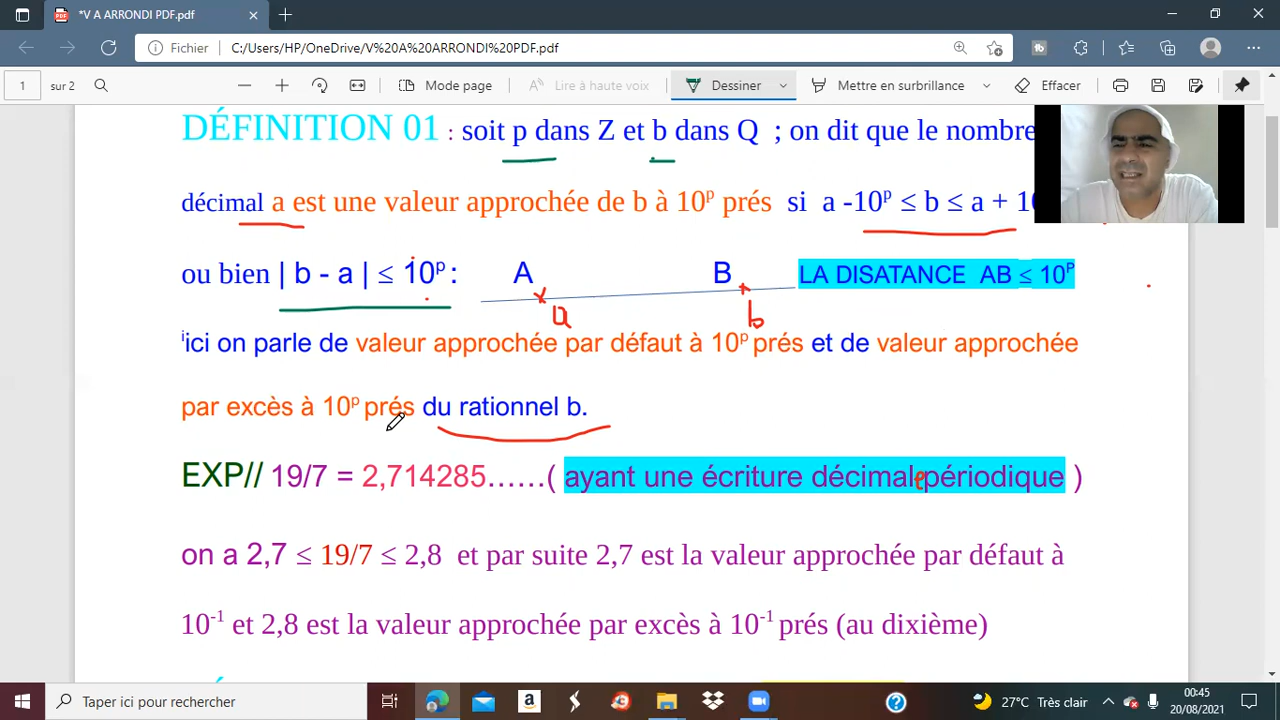 *V A ARRONDI PDF.pdf
Fichier C:/Users/HP/OneDrive/V%20A%20ARRONDI%20PDF.pdf
1 sur 2 Mode page Lire à haute voix Dessiner Mettre en surbrillance Effacer
DÉFINITION 01 : soit p dans Z et b dans Q ; on dit que le nombre
décimal a est une valeur approchée de b à 10ᵖ prés si a -10ᵖ ≤ b ≤ a + 10
ou bien | b - a | ≤ 10ᵖ : A B LA DISATANCE AB ≤ 10ᴾ
a b
ⁱici on parle de valeur approchée par défaut à 10ᵖ prés et de valeur approchée
par excès à 10ᵖ prés du rationnel b.
EXP// 19/7 = 2,714285......( ayant une écriture décimale périodique )
on a 2,7 ≤ 19/7 ≤ 2,8 et par suite 2,7 est la valeur approchée par défaut à
10⁻¹ et 2,8 est la valeur approchée par excès à 10⁻¹ prés (au dixième)
Taper ici pour rechercher
27°C Très clair
00:45
20/08/2021